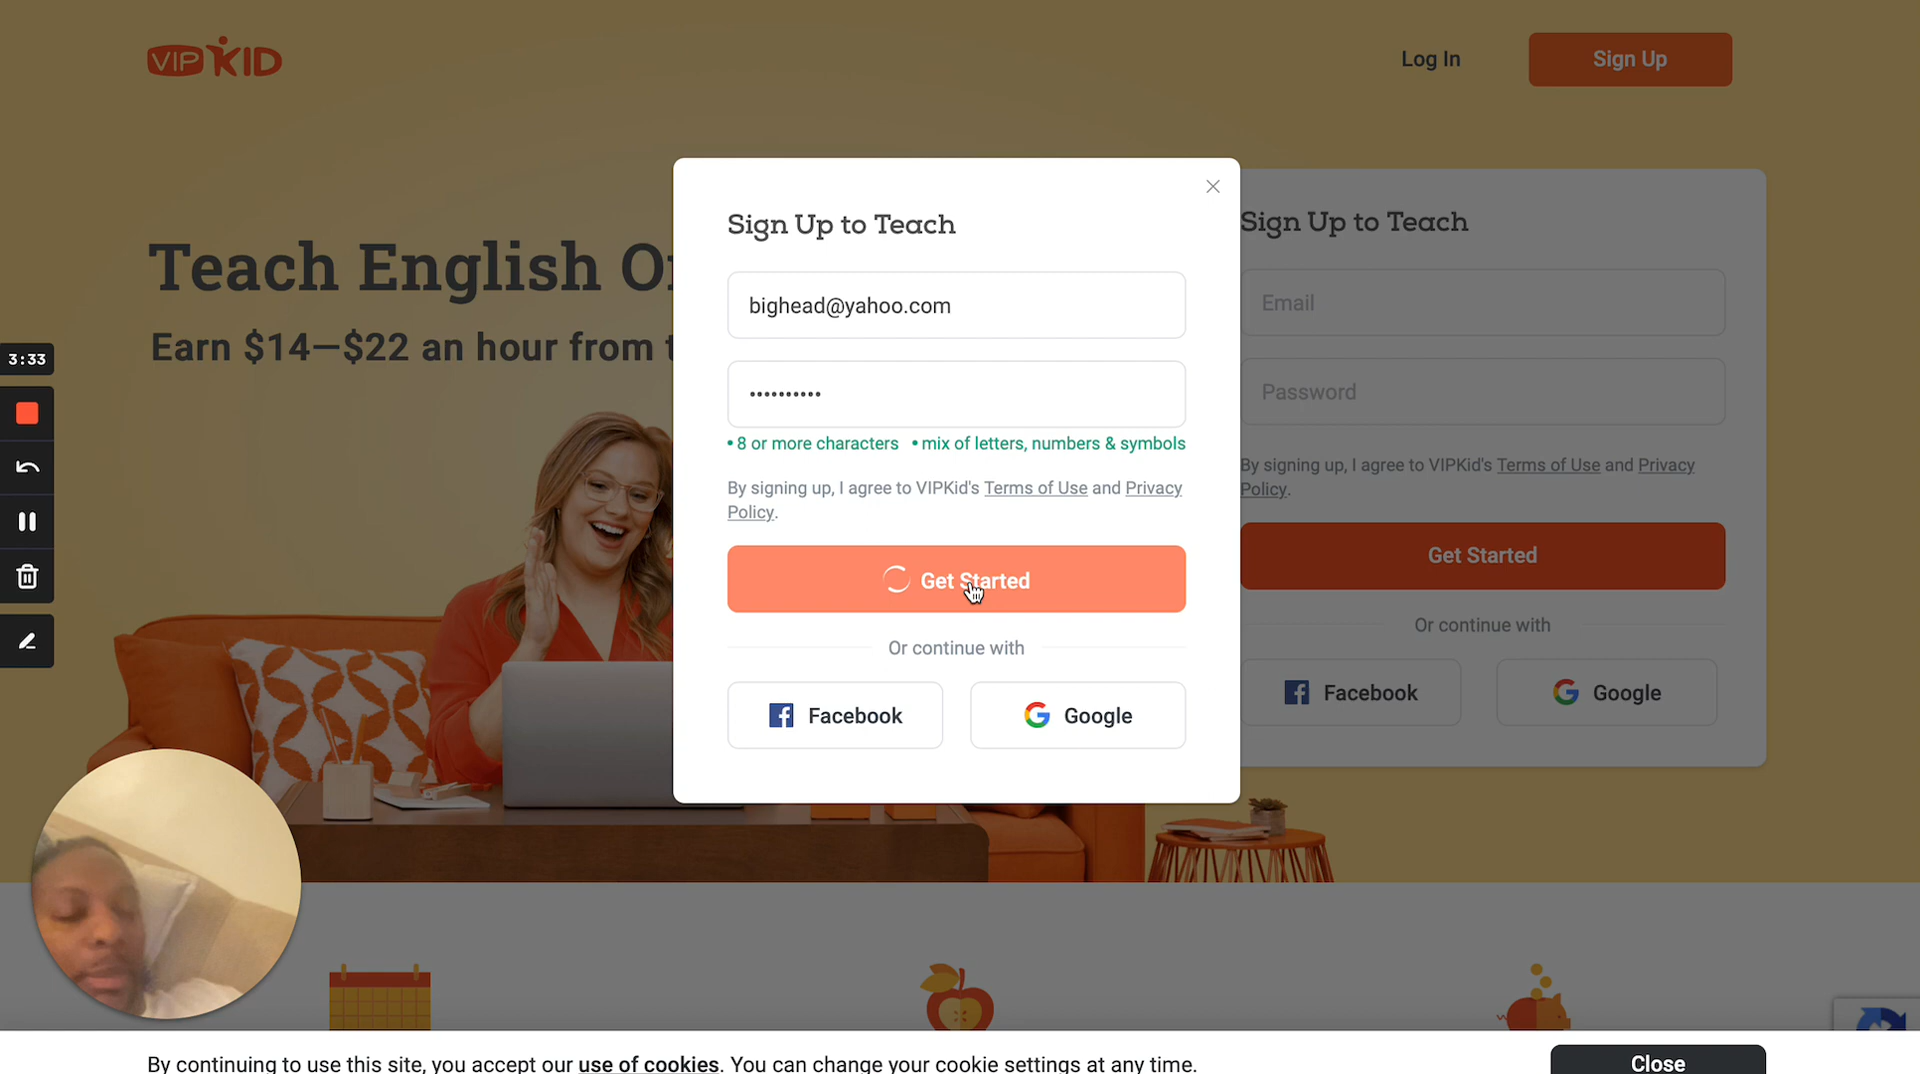 VIPKID
Log In
Sign Up
Teach English O
Earn $14—$22 an hour from
3:33
Sign Up to Teach
bighead@yahoo.com
••••••••••
• 8 or more characters • mix of letters, numbers & symbols
By signing up, I agree to VIPKid's Terms of Use and Privacy
Policy.
Get Started
Or continue with
Facebook
Google
Sign Up to Teach
Email
Password
By signing up, I agree to VIPKid's Terms of Use and Privacy
Policy.
Get Started
Or continue with
Facebook
Google
By continuing to use this site, you accept our use of cookies. You can change your cookie settings at any time.
Close